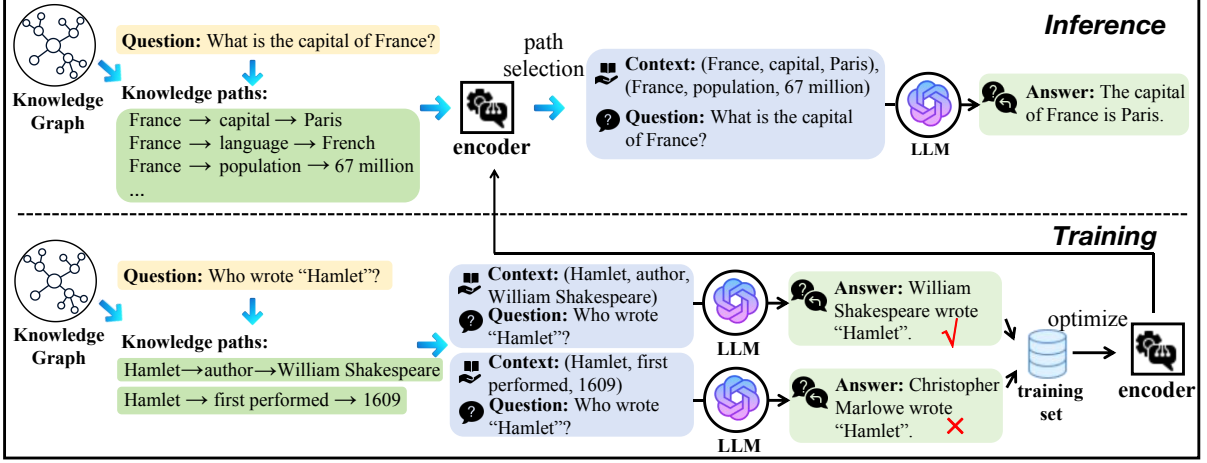 Inference
Knowledge
Graph
Question: What is the capital of France?
Knowledge paths:
France → capital → Paris
France → language → French
France → population → 67 million
...
encoder
path
selection
Context: (France, capital, Paris),
(France, population, 67 million)
Question: What is the capital
of France?
LLM
Answer: The capital
of France is Paris.
Training
Knowledge
Graph
Question: Who wrote “Hamlet”?
Knowledge paths:
Hamlet→author→William Shakespeare
Hamlet → first performed → 1609
Context: (Hamlet, author,
William Shakespeare)
Question: Who wrote
“Hamlet”?
LLM
Answer: William
Shakespeare wrote
“Hamlet”. √
Context: (Hamlet, first
performed, 1609)
Question: Who wrote
“Hamlet”?
LLM
Answer: Christopher
Marlowe wrote
“Hamlet”. ×
training
set
optimize
encoder